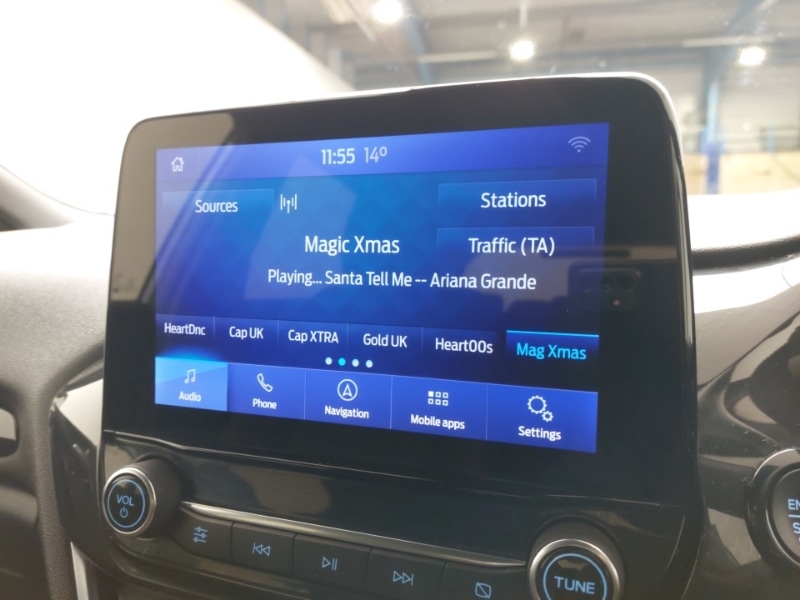 11:55 14°
Sources
Stations
Magic Xmas
Traffic (TA)
Playing... Santa Tell Me -- Ariana Grande
HeartDnc Cap UK Cap XTRA Gold UK Heart00s Mag Xmas
Audio Phone Navigation Mobile apps Settings
VOL
TUNE